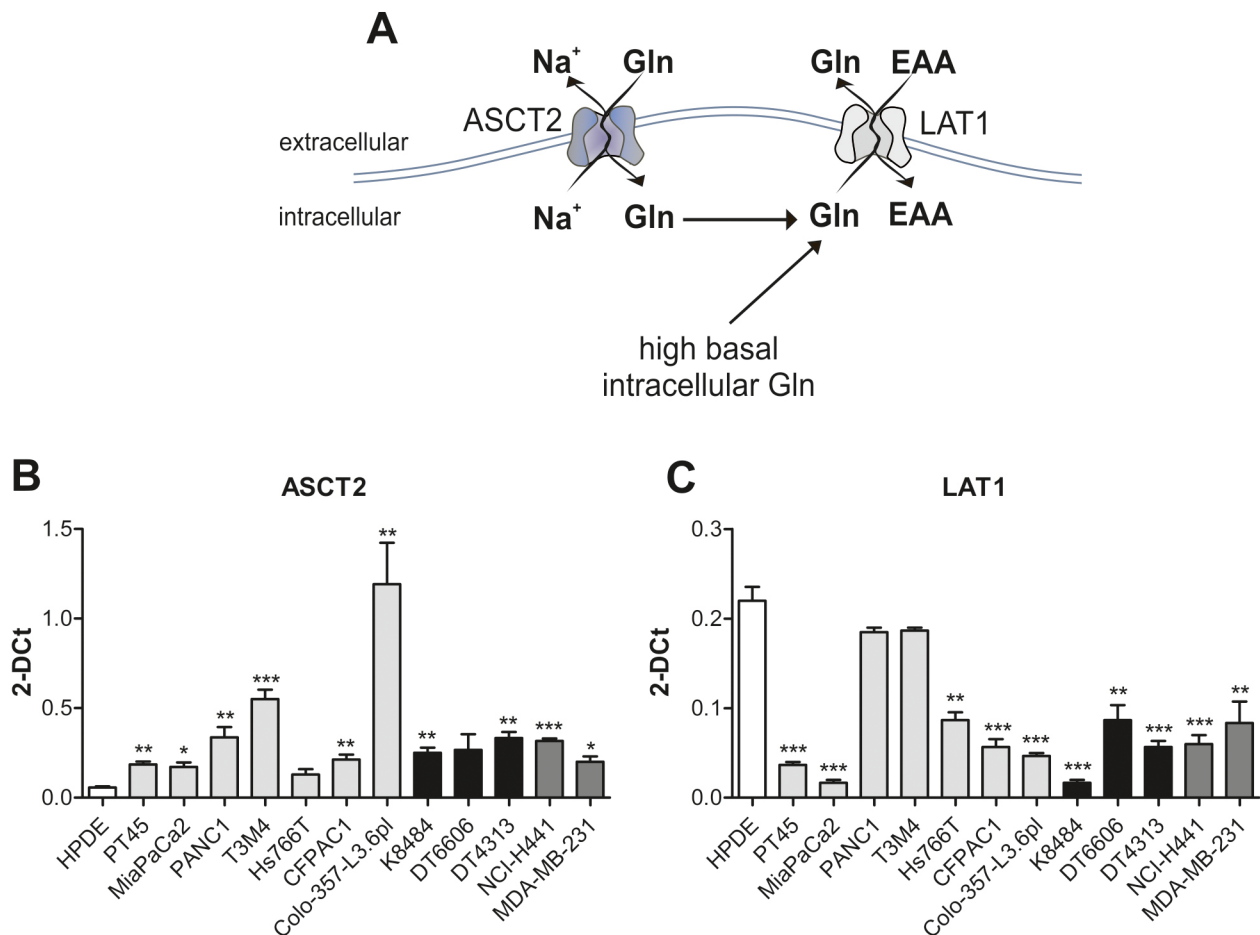 A
Na+ Gln Gln EAA
ASCT2 LAT1
extracellular
intracellular
Na+ Gln Gln EAA
high basal
intracellular Gln
B
ASCT2
2-DCt
1.5
1.0
0.5
0.0
** * ** *** ** ** ** ** *** *
HPDE
PT45
MiaPaCa2
PANC1
T3M4
Hs766T
CFPAC1
Colo-357-L3.6pl
K8484
DT6606
DT4313
NCI-H441
MDA-MB-231
C
LAT1
2-DCt
0.3
0.2
0.1
0.0
*** *** ** *** *** *** ** *** *** **
HPDE
PT45
MiaPaCa2
PANC1
T3M4
Hs766T
CFPAC1
Colo-357-L3.6pl
K8484
DT6606
DT4313
NCI-H441
MDA-MB-231